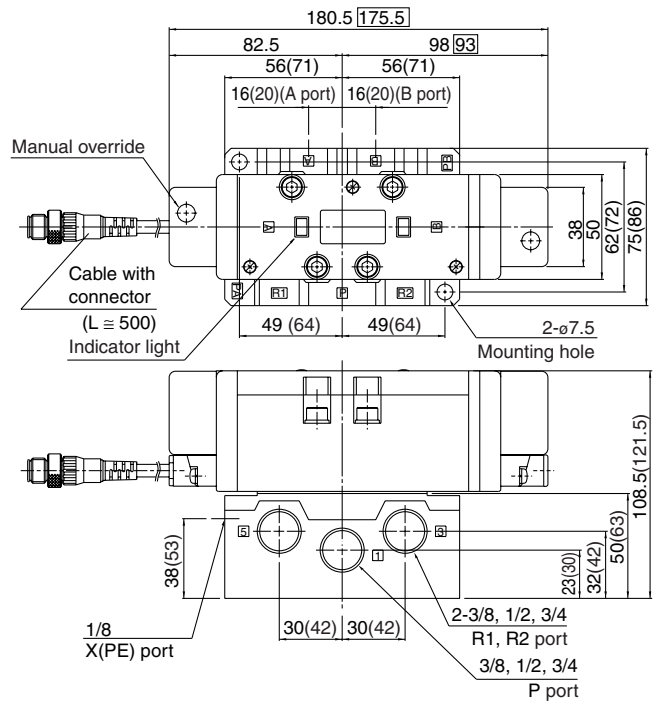 180.5 175.5
82.5
98 93
56(71)
56(71)
16(20)(A port)
16(20)(B port)
Manual override
A
B
PB
A
B
38
50
62(72)
75(86)
Cable with
connector
(L ≅ 500)
Indicator light
PA
R1
P
R2
49 (64)
49(64)
2-ø7.5
Mounting hole
108.5(121.5)
5
3
1
38(53)
23(30)
32(42)
50(63)
1/8
X(PE) port
30(42)
30(42)
2-3/8, 1/2, 3/4
R1, R2 port
3/8, 1/2, 3/4
P port